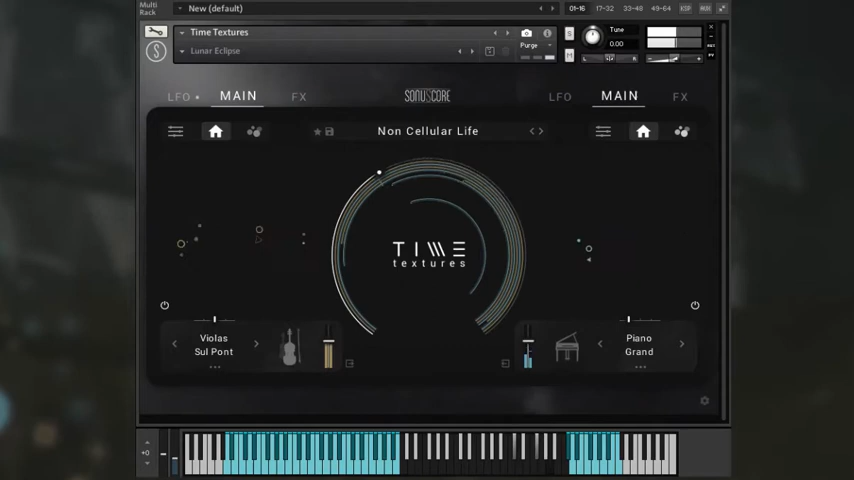 Multi
Rack
New (default)
01-16
17-32
33-48
49-64
KSP
AUX
Time Textures
Lunar Eclipse
Purge
S
M
Tune
0.00
L
R
LFO
MAIN
FX
SONUSCORE
LFO
MAIN
FX
Non Cellular Life
TIME
textures
Violas
Sul Pont
Piano
Grand
+0